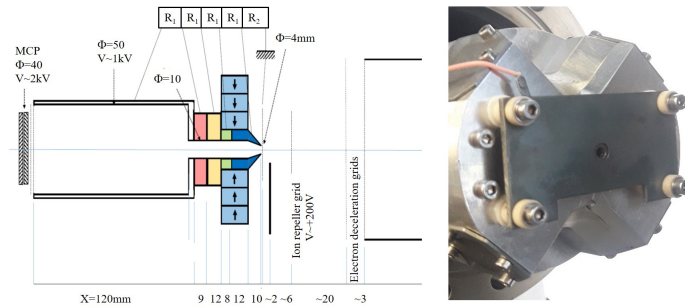 R1 R1 R1 R1 R2
MCP
Φ=40
V~2kV
Φ=50
V~1kV
Φ=10
Φ=4mm
Ion repeller grid
V~+200V
Electron deceleration grids
X=120mm 9 12 8 12 10 ~2 ~6 ~20 ~3